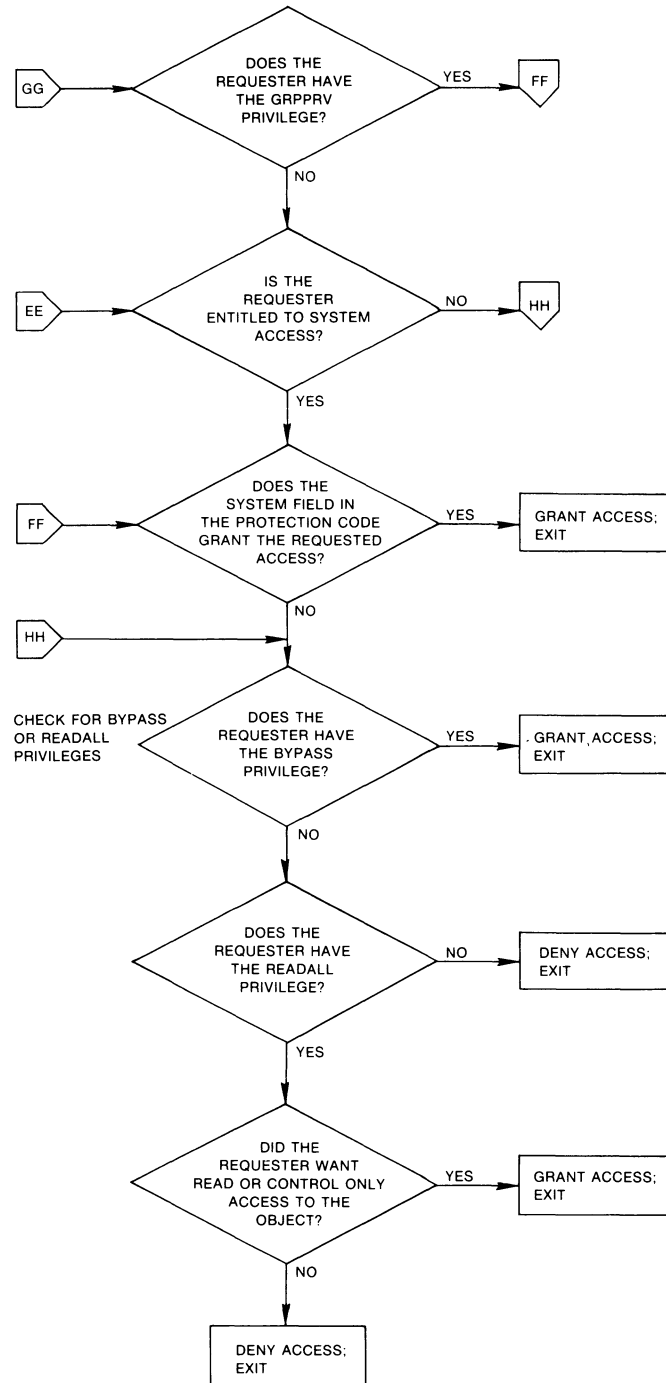 DOES THE
REQUESTER HAVE
THE GRPPRV
PRIVILEGE?
GG
YES
FF
NO
IS THE
REQUESTER
ENTITLED TO SYSTEM
ACCESS?
EE
NO
HH
YES
DOES THE
SYSTEM FIELD IN
THE PROTECTION CODE
GRANT THE REQUESTED
ACCESS?
FF
YES
GRANT ACCESS;
EXIT
NO
HH
CHECK FOR BYPASS
OR READALL
PRIVILEGES
DOES THE
REQUESTER HAVE
THE BYPASS
PRIVILEGE?
YES
GRANT ACCESS;
EXIT
NO
DOES THE
REQUESTER HAVE
THE READALL
PRIVILEGE?
NO
DENY ACCESS;
EXIT
YES
DID THE
REQUESTER WANT
READ OR CONTROL ONLY
ACCESS TO THE
OBJECT?
YES
GRANT ACCESS;
EXIT
NO
DENY ACCESS;
EXIT